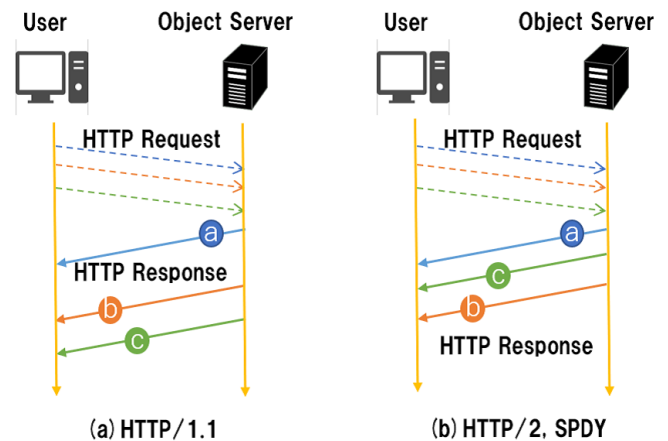 User Object Server
HTTP Request
a
HTTP Response
b
c
(a) HTTP/1.1
User Object Server
HTTP Request
a
c
b
HTTP Response
(b) HTTP/2, SPDY